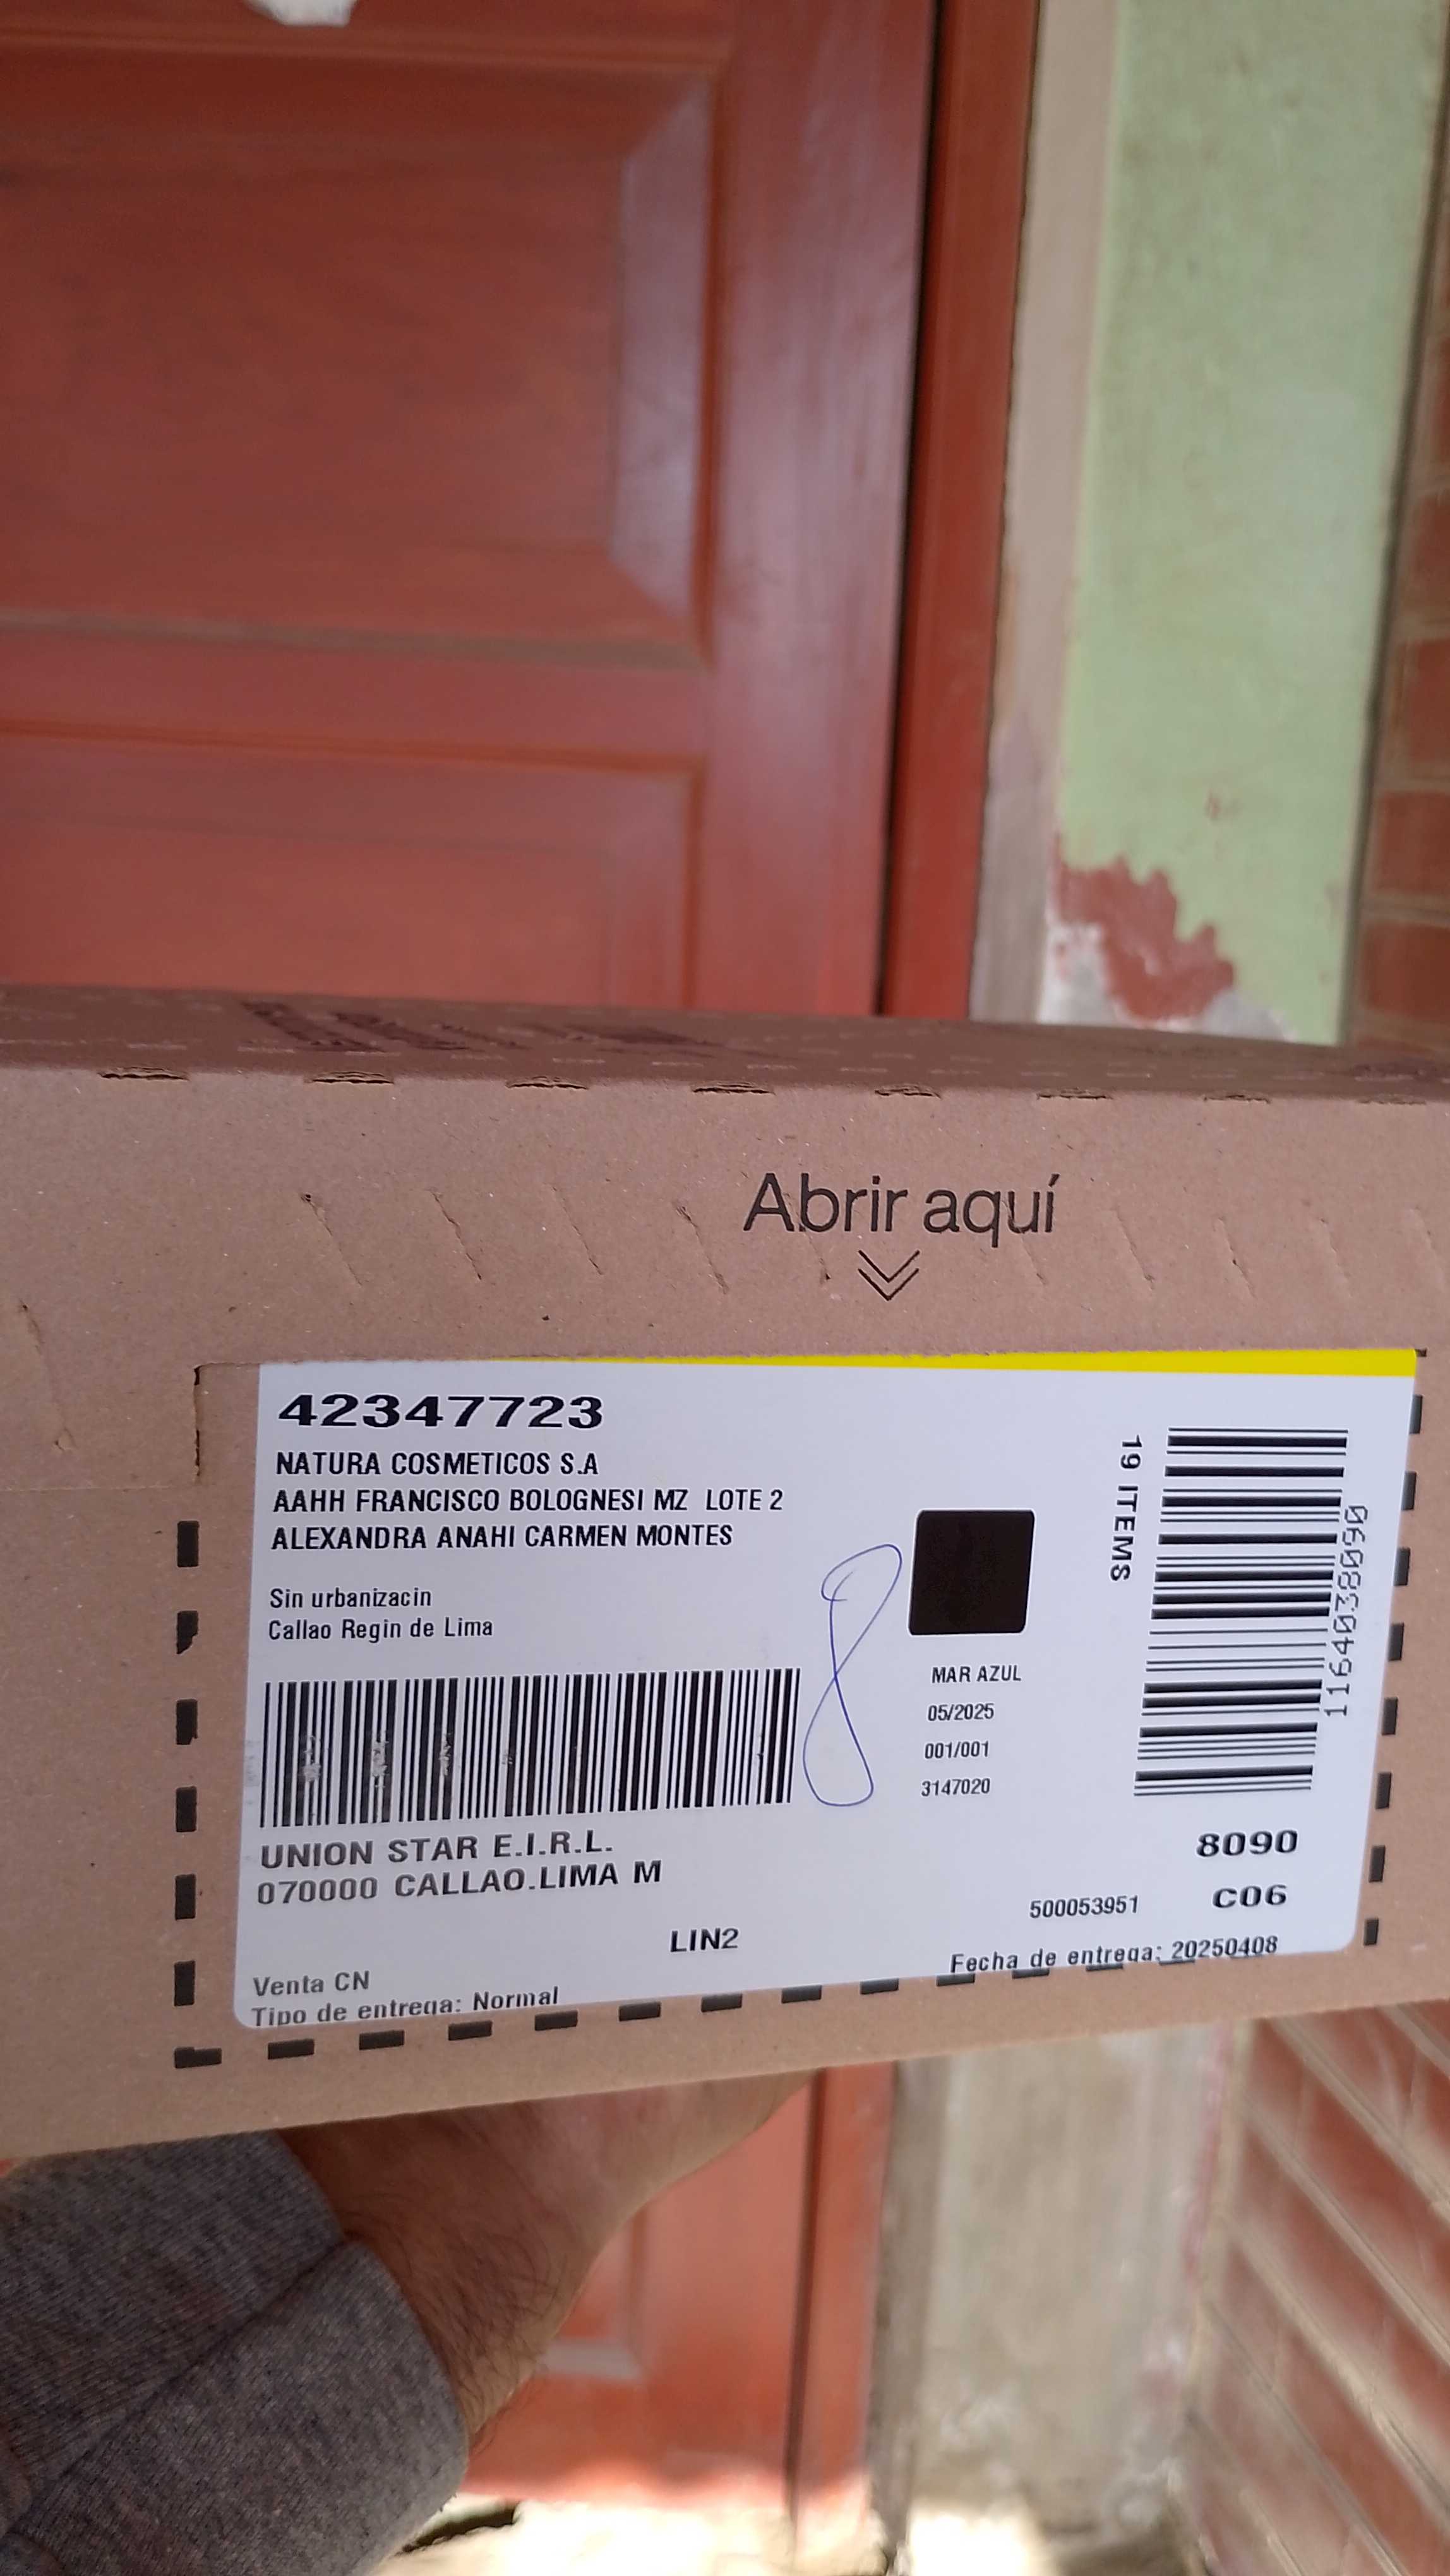 Abrir aquí
42347723
NATURA COSMETICOS S.A
AAHH FRANCISCO BOLOGNESI MZ LOTE 2
ALEXANDRA ANAHI CARMEN MONTES
Sin urbanizacin
Callao Regin de Lima
8
MAR AZUL
05/2025
001/001
3147020
19 ITEMS
1164038090
UNION STAR E.I.R.L.
070000 CALLAO.LIMA M
8090
500053951
C06
LIN2
Fecha de entrega: 20250408
Venta CN
Tipo de entrega: Normal